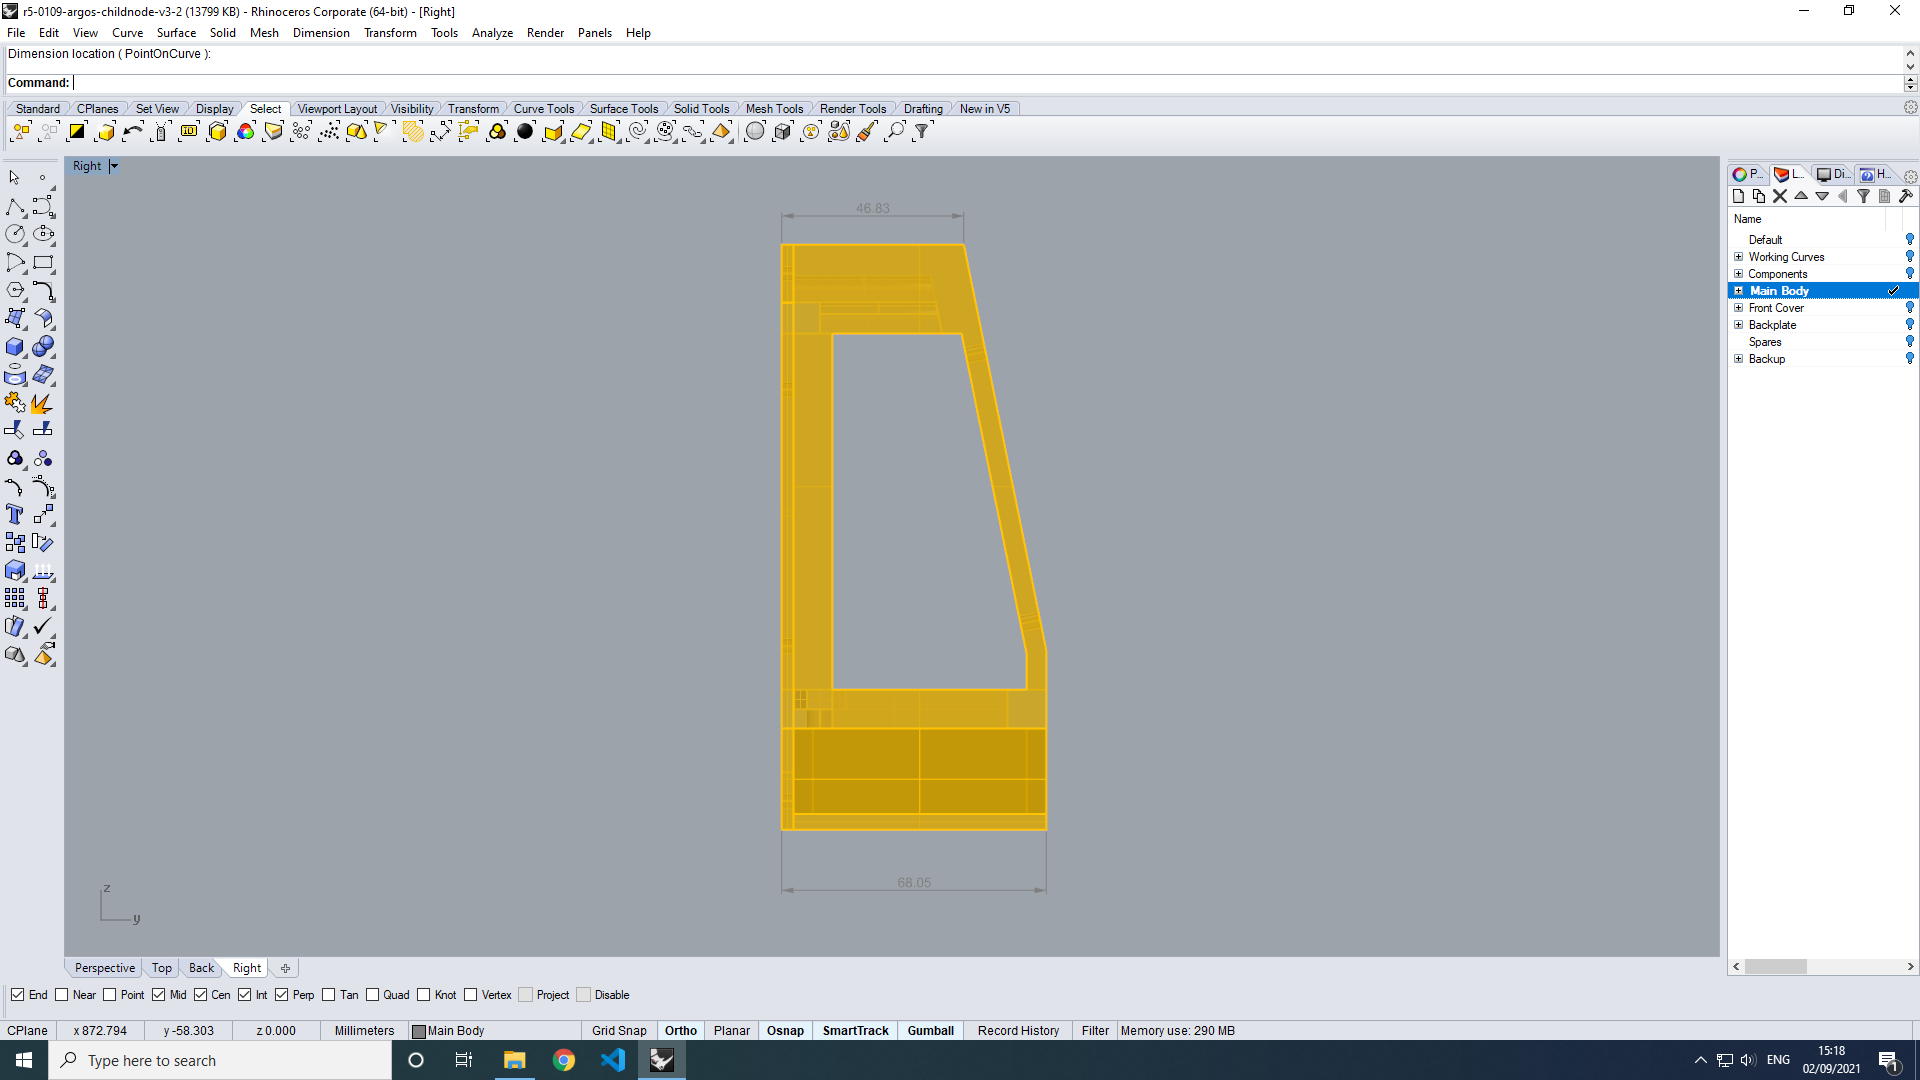 r5-0109-argos-childnode-v3-2 (13799 KB) - Rhinoceros Corporate (64-bit) - [Right]
File Edit View Curve Surface Solid Mesh Dimension Transform Tools Analyze Render Panels Help
Dimension location ( PointOnCurve ):
Command:
Standard CPlanes Set View Display Select Viewport Layout Visibility Transform Curve Tools Surface Tools Solid Tools Mesh Tools Render Tools Drafting New in V5
ID
Right
P... L... Di... H...
46.83
Name
Default
Working Curves
Components
Main Body
Front Cover
Backplate
Spares
Backup
68.05
z
y
Perspective Top Back Right
End Near Point Mid Cen Int Perp Tan Quad Knot Vertex Project Disable
CPlane x 872.794 y -58.303 z 0.000 Millimeters Main Body Grid Snap Ortho Planar Osnap SmartTrack Gumball Record History Filter Memory use: 290 MB
Type here to search
ENG
15:18
02/09/2021
1